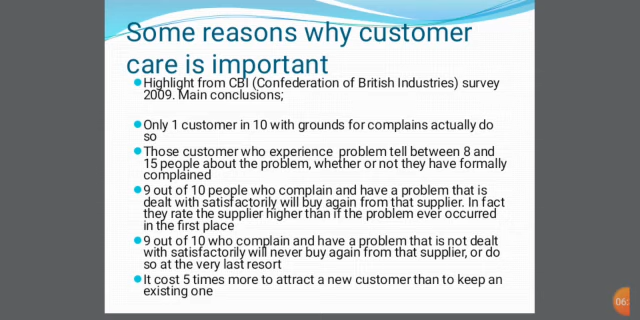 Some reasons why customer
care is important
Highlight from CBI (Confederation of British Industries) survey
2009. Main conclusions;
Only 1 customer in 10 with grounds for complains actually do
so
Those customer who experience problem tell between 8 and
15 people about the problem, whether or not they have formally
complained
9 out of 10 people who complain and have a problem that is
dealt with satisfactorily will buy again from that supplier. In fact
they rate the supplier higher than if the problem ever occurred
in the first place
9 out of 10 who complain and have a problem that is not dealt
with satisfactorily will never buy again from that supplier, or do
so at the very last resort
It cost 5 times more to attract a new customer than to keep an
existing one